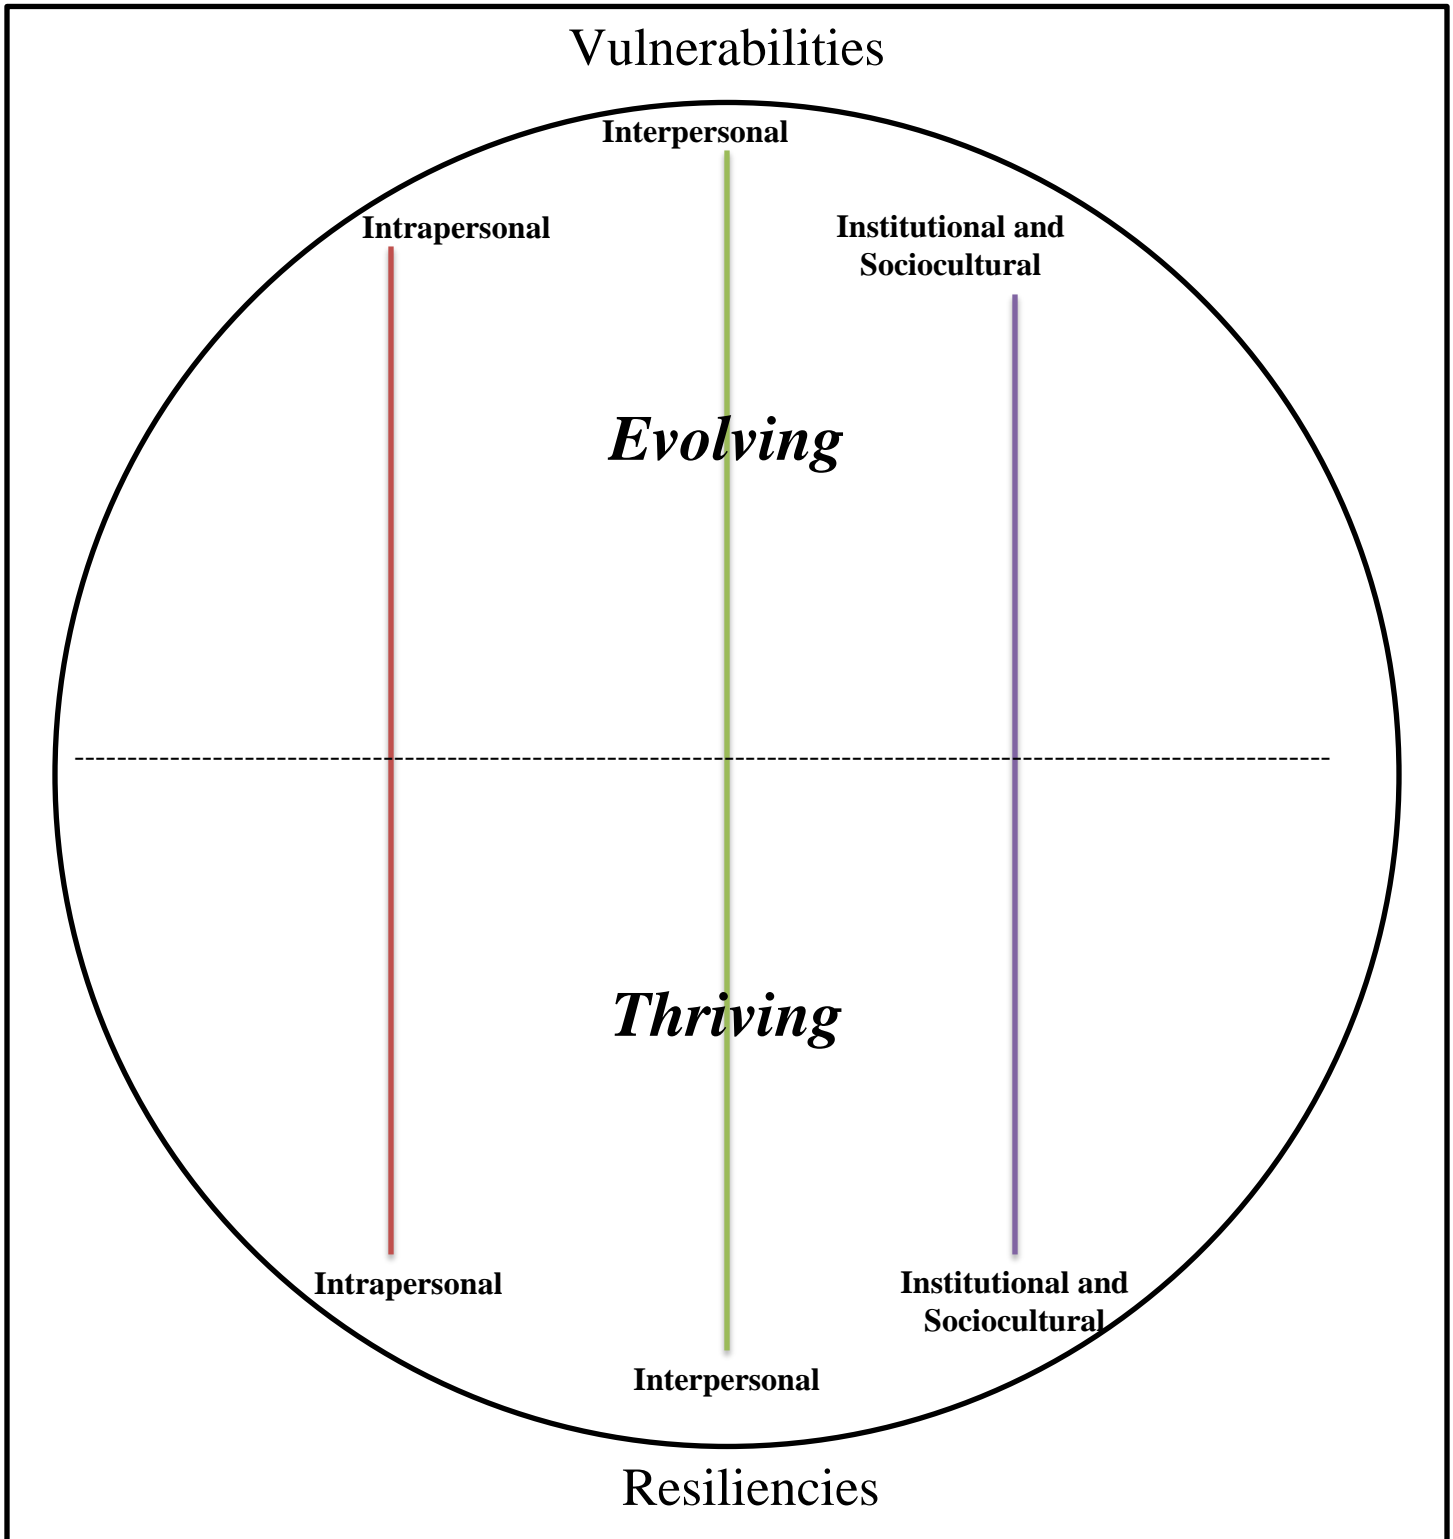 Vulnerabilities
Interpersonal
Intrapersonal
Institutional and
Sociocultural
Evolving
Thriving
Intrapersonal
Institutional and
Sociocultural
Interpersonal
Resiliencies